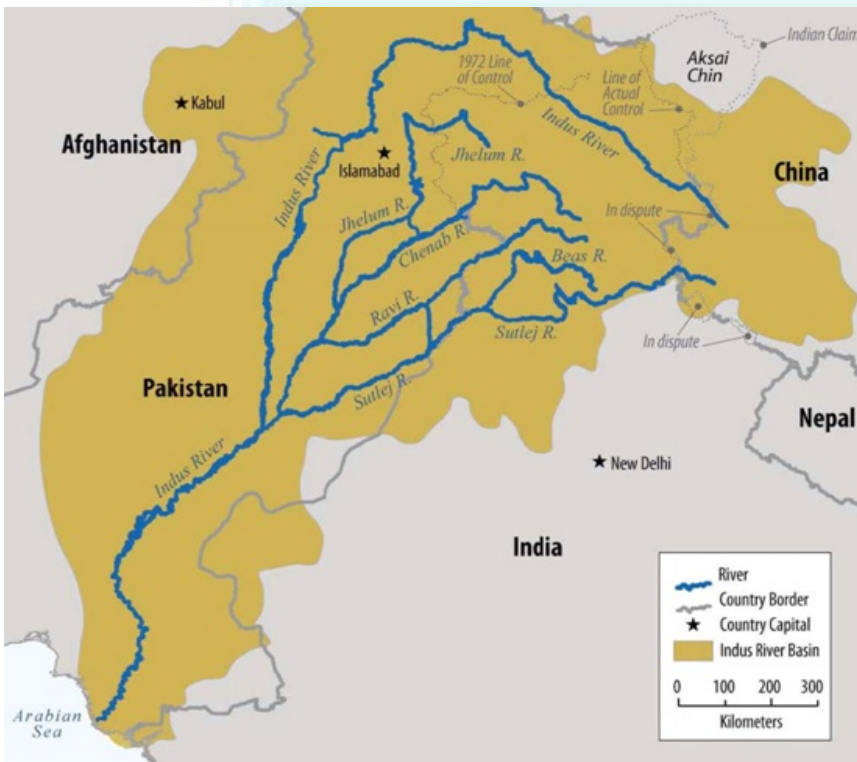 Indian Claim
Aksai
Chin
1972 Line
of Control
Line of
Actual
Control
Kabul
Afghanistan
Islamabad
Indus River
Indus River
Jhelum R.
China
Jhelum R.
Chenab R.
In dispute
Beas R.
Ravi R.
Sutlej R.
In dispute
Pakistan
Sutlej R.
Nepal
Indus River
New Delhi
India
River
Country Border
Country Capital
Indus River Basin
0 100 200 300
Kilometers
Arabian
Sea